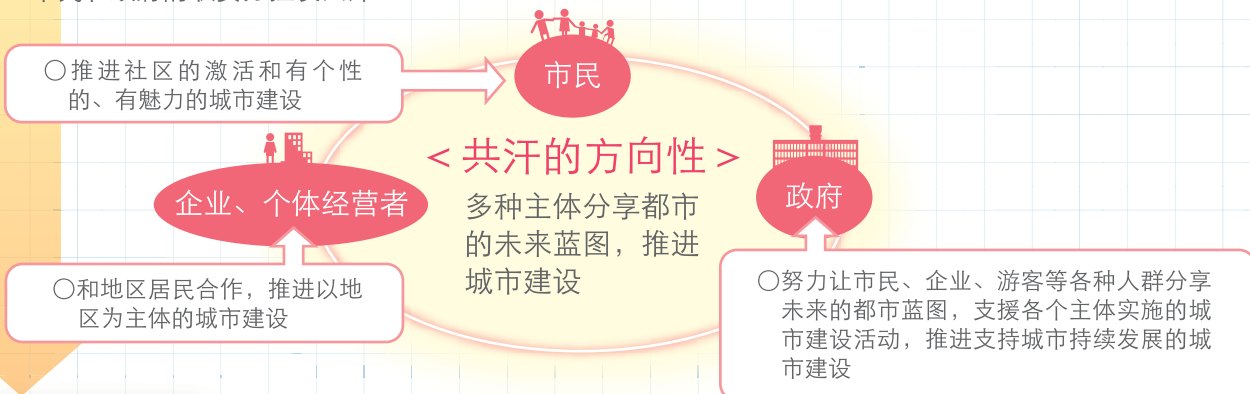 ○推进社区的激活和有个性
的、有魅力的城市建设
市民
＜共汗的方向性＞
多种主体分享都市
的未来蓝图，推进
城市建设
企业、个体经营者
政府
○和地区居民合作，推进以地
区为主体的城市建设
○努力让市民、企业、游客等各种人群分享
未来的都市蓝图，支援各个主体实施的城
市建设活动，推进支持城市持续发展的城
市建设